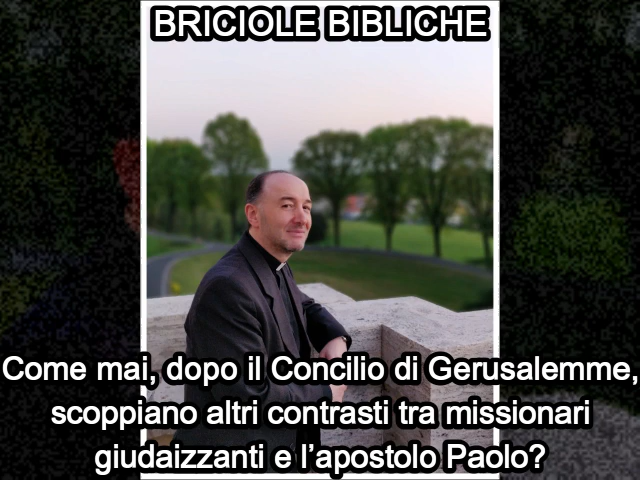 BRICIOLE BIBLICHE
Come mai, dopo il Concilio di Gerusalemme,
scoppiano altri contrasti tra missionari
giudaizzanti e l’apostolo Paolo?